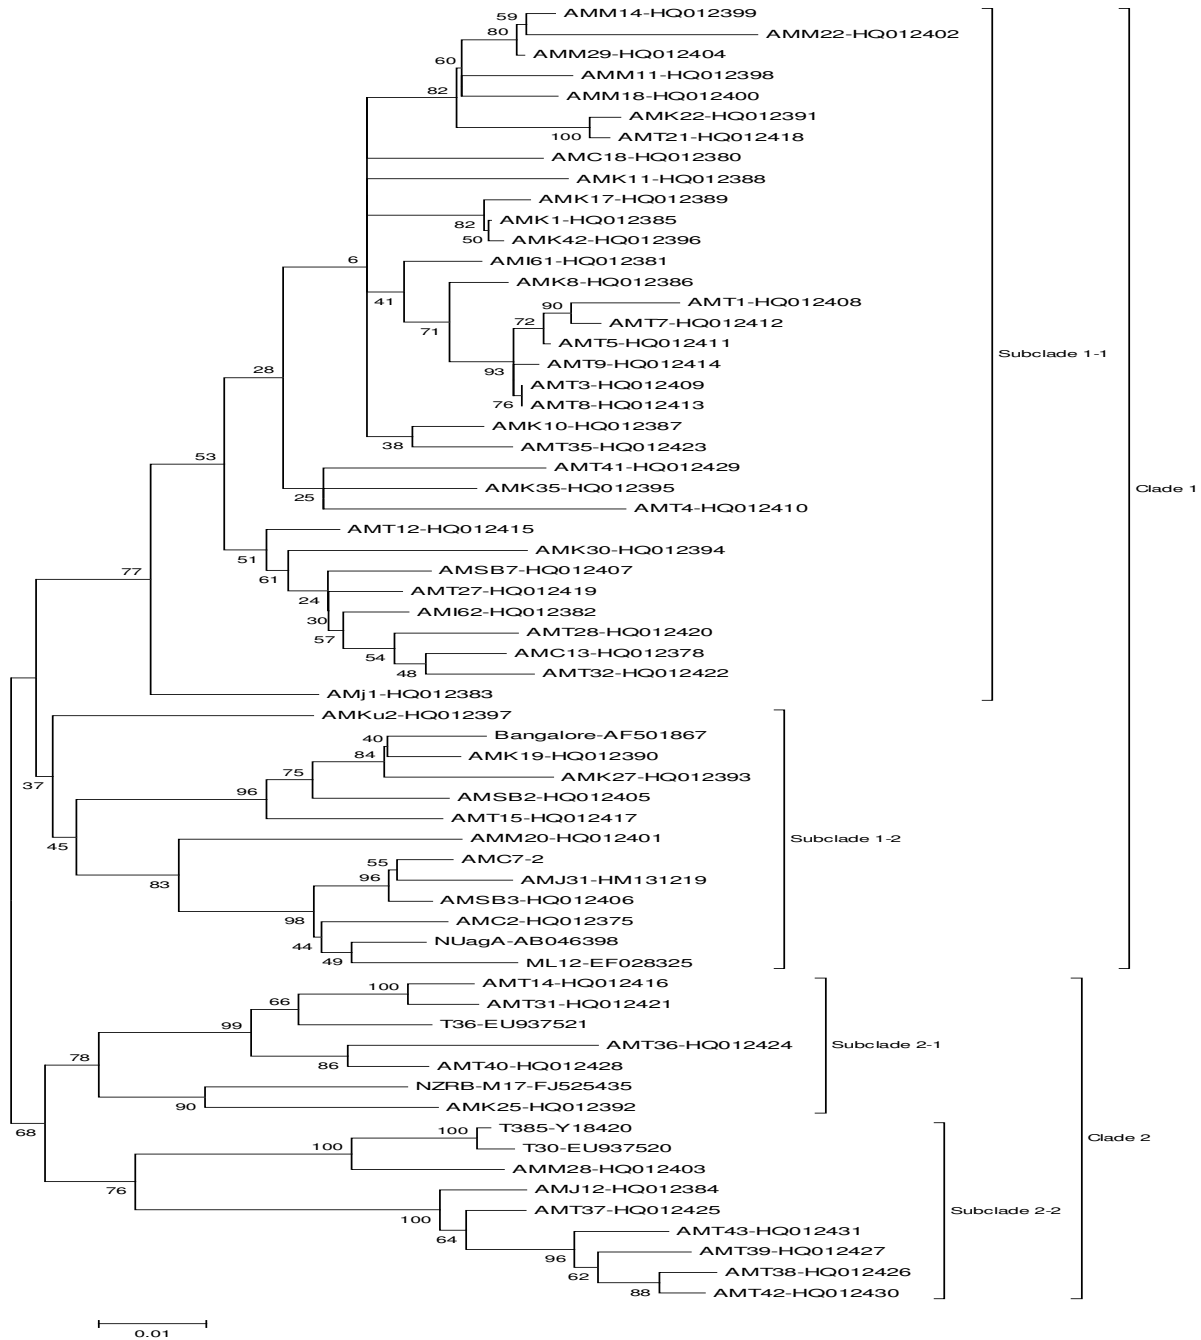 59
AMM14-HQ012399
80
AMM22-HQ012402
AMM29-HQ012404
60
AMM11-HQ012398
82
AMM18-HQ012400
AMK22-HQ012391
100
AMT21-HQ012418
AMC18-HQ012380
AMK11-HQ012388
AMK17-HQ012389
82
AMK1-HQ012385
50
AMK42-HQ012396
6
AMI61-HQ012381
41
AMK8-HQ012386
90
AMT1-HQ012408
72
AMT7-HQ012412
71
AMT5-HQ012411
Subclade 1-1
93
AMT9-HQ012414
28
AMT3-HQ012409
76
AMT8-HQ012413
AMK10-HQ012387
38
AMT35-HQ012423
53
AMT41-HQ012429
25
AMK35-HQ012395
Clade 1
AMT4-HQ012410
AMT12-HQ012415
51
AMK30-HQ012394
77
61
AMSB7-HQ012407
24
AMT27-HQ012419
30
AMI62-HQ012382
57
AMT28-HQ012420
54
AMC13-HQ012378
48
AMT32-HQ012422
AMj1-HQ012383
AMKu2-HQ012397
40
Bangalore-AF501867
84
AMK19-HQ012390
75
AMK27-HQ012393
37
96
AMSB2-HQ012405
AMT15-HQ012417
45
AMM20-HQ012401
Subclade 1-2
55
AMC7-2
83
96
AMJ31-HM131219
AMSB3-HQ012406
98
AMC2-HQ012375
44
NUagA-AB046398
49
ML12-EF028325
100
AMT14-HQ012416
66
AMT31-HQ012421
99
T36-EU937521
AMT36-HQ012424
Subclade 2-1
78
86
AMT40-HQ012428
NZRB-M17-FJ525435
90
AMK25-HQ012392
68
100
T385-Y18420
Clade 2
100
T30-EU937520
AMM28-HQ012403
76
AMJ12-HQ012384
100
AMT37-HQ012425
Subclade 2-2
64
AMT43-HQ012431
96
AMT39-HQ012427
62
AMT38-HQ012426
88
AMT42-HQ012430
0.01